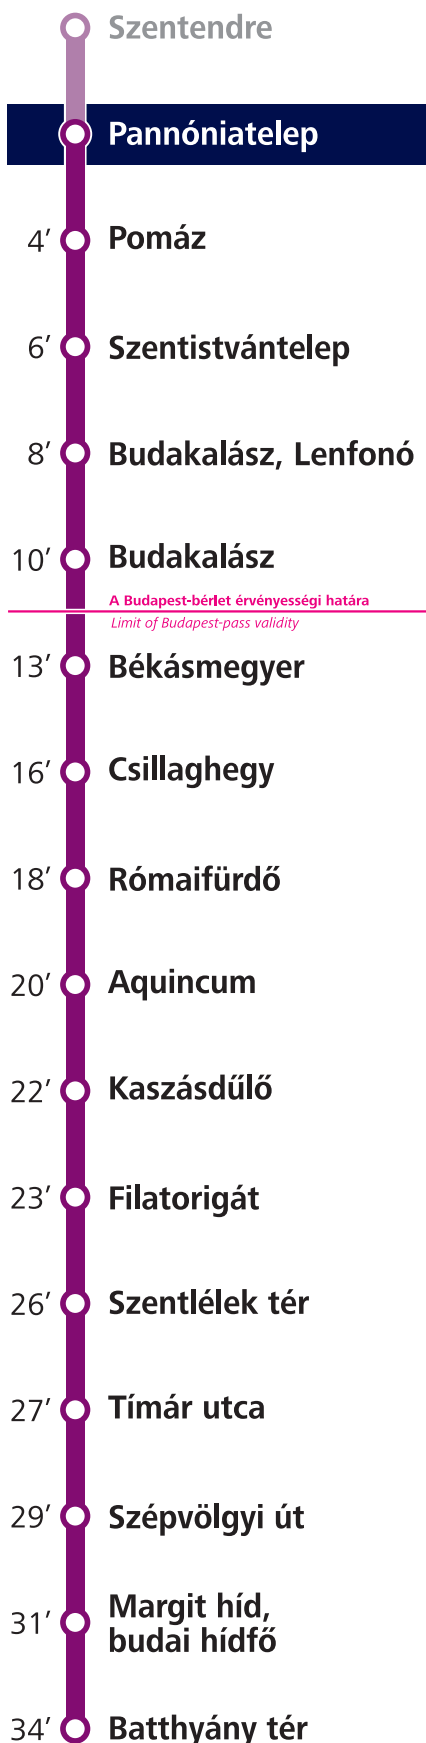 Szentendre
Pannóniatelep
4’ Pomáz
6’ Szentistvántelep
8’ Budakalász, Lenfonó
10’ Budakalász
A Budapest-bérlet érvényességi határa
Limit of Budapest-pass validity
13’ Békásmegyer
16’ Csillaghegy
18’ Rómaifürdő
20’ Aquincum
22’ Kaszásdűlő
23’ Filatorigát
26’ Szentlélek tér
27’ Tímár utca
29’ Szépvölgyi út
31’ Margit híd,
budai hídfő
34’ Batthyány tér